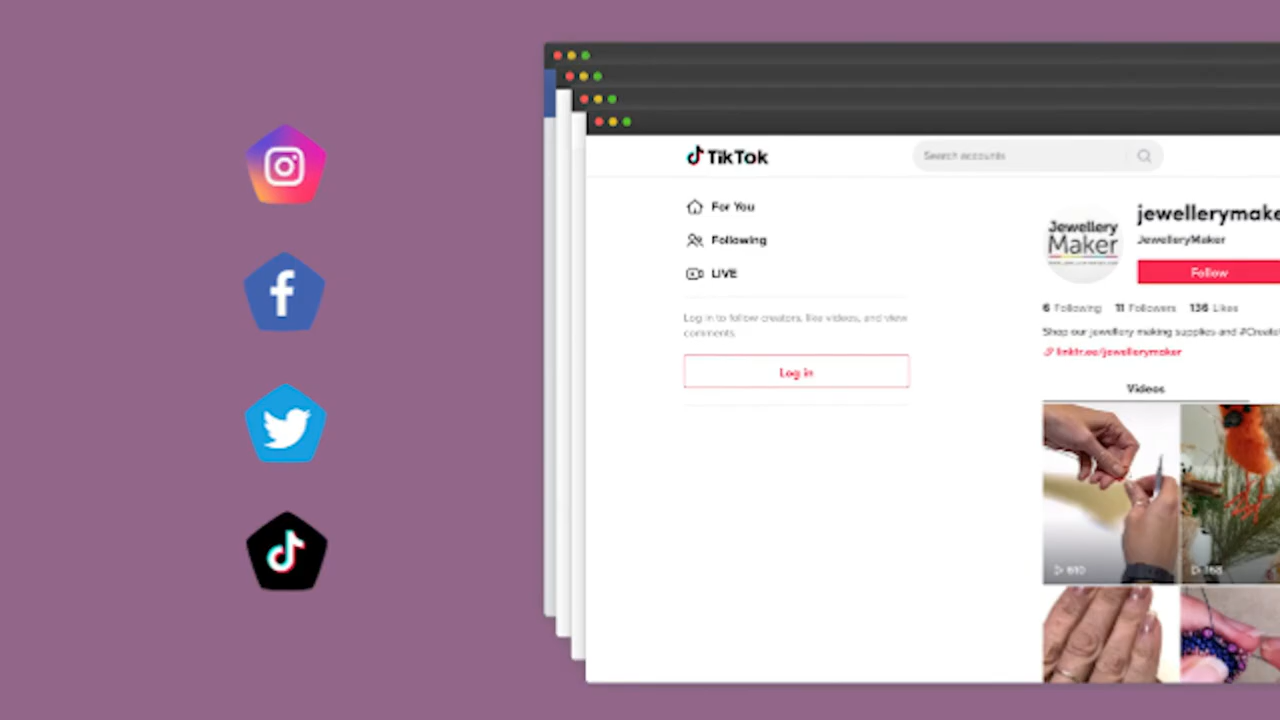 TikTok
Search accounts
For You
Following
LIVE
Log in to follow creators, like videos, and view
comments.
Log in
Jewellery
Maker
jewellerymake
JewelleryMaker
Follow
6 Following 11 Followers 136 Likes
Shop our jewellery making supplies and #Create
linktr.ee/jewellerymaker
Videos
610
168